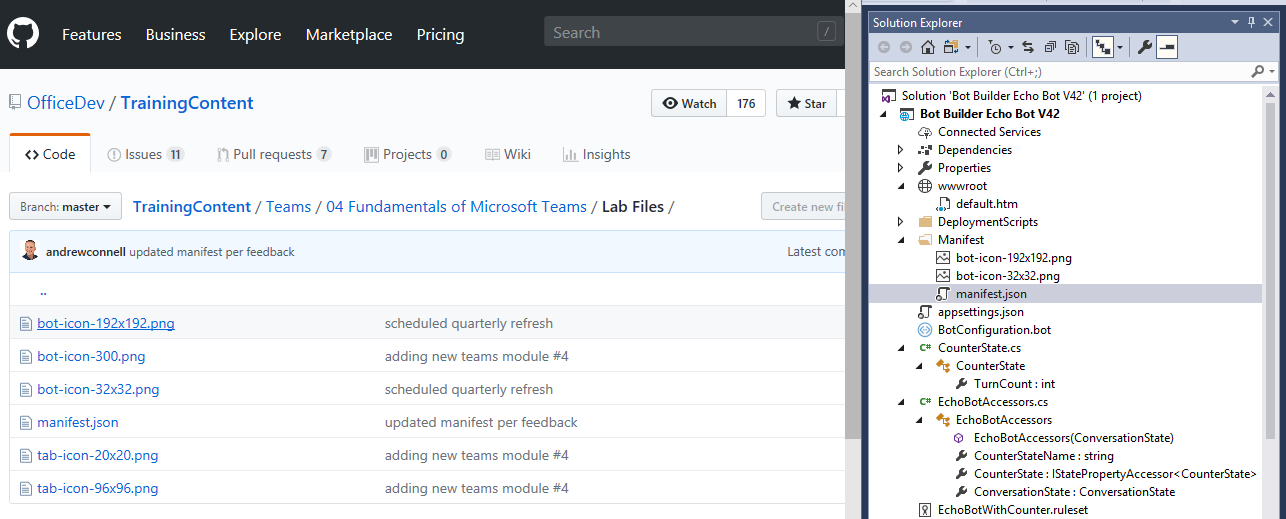 Features Business Explore Marketplace Pricing Search /
OfficeDev / TrainingContent Watch 176 Star
Code Issues 11 Pull requests 7 Projects 0 Wiki Insights
Branch: master TrainingContent / Teams / 04 Fundamentals of Microsoft Teams / Lab Files / Create new fil
andrewconnell updated manifest per feedback Latest com
..
bot-icon-192x192.png scheduled quarterly refresh
bot-icon-300.png adding new teams module #4
bot-icon-32x32.png scheduled quarterly refresh
manifest.json updated manifest per feedback
tab-icon-20x20.png adding new teams module #4
tab-icon-96x96.png adding new teams module #4
Solution Explorer
Search Solution Explorer (Ctrl+;)
Solution 'Bot Builder Echo Bot V42' (1 project)
Bot Builder Echo Bot V42
Connected Services
Dependencies
Properties
wwwroot
default.htm
DeploymentScripts
Manifest
bot-icon-192x192.png
bot-icon-32x32.png
manifest.json
appsettings.json
BotConfiguration.bot
C# CounterState.cs
CounterState
TurnCount : int
C# EchoBotAccessors.cs
EchoBotAccessors
EchoBotAccessors(ConversationState)
CounterStateName : string
CounterState : IStatePropertyAccessor<CounterState>
ConversationState : ConversationState
EchoBotWithCounter.ruleset